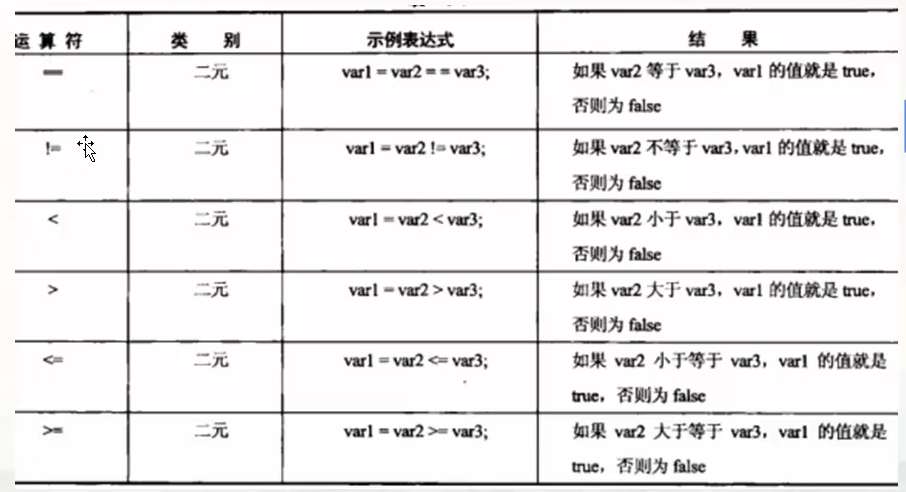 运 算 符 类 别 示例表达式 结 果
== 二元 var1 = var2 = = var3; 如果 var2 等于 var3，var1 的值就是 true，
否则为 false
!= 二元 var1 = var2 != var3; 如果 var2 不等于 var3，var1 的值就是 true，
否则为 false
< 二元 var1 = var2 < var3; 如果 var2 小于 var3，var1 的值就是 true，
否则为 false
> 二元 var1 = var2 > var3; 如果 var2 大于 var3，var1 的值就是 true，
否则为 false
<= 二元 var1 = var2 <= var3; 如果 var2 小于等于 var3，var1 的值就是
true，否则为 false
>= 二元 var1 = var2 >= var3; 如果 var2 大于等于 var3，var1 的值就是
true，否则为 false